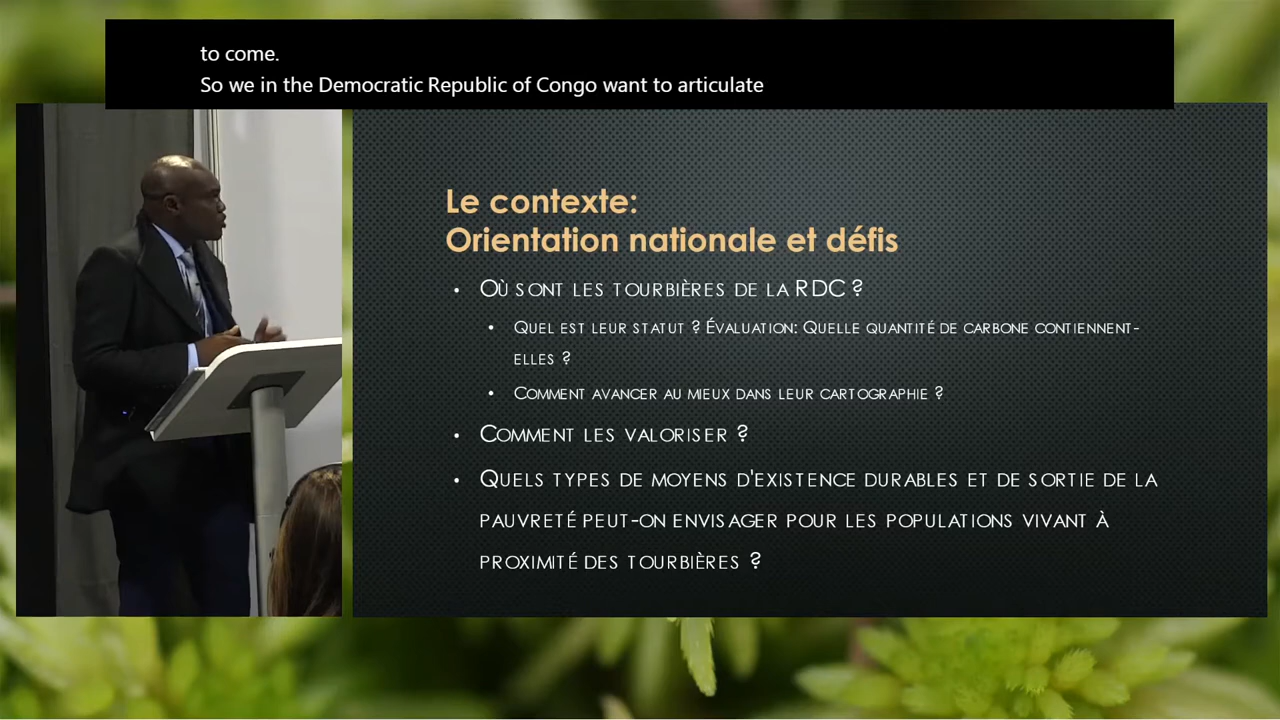 to come.
So we in the Democratic Republic of Congo want to articulate
Le contexte:
Orientation nationale et défis
• Où sont les tourbières de la RDC ?
• Quel est leur statut ? Évaluation: Quelle quantité de carbone contiennent-
elles ?
• Comment avancer au mieux dans leur cartographie ?
• Comment les valoriser ?
• Quels types de moyens d'existence durables et de sortie de la
pauvreté peut-on envisager pour les populations vivant à
proximité des tourbières ?